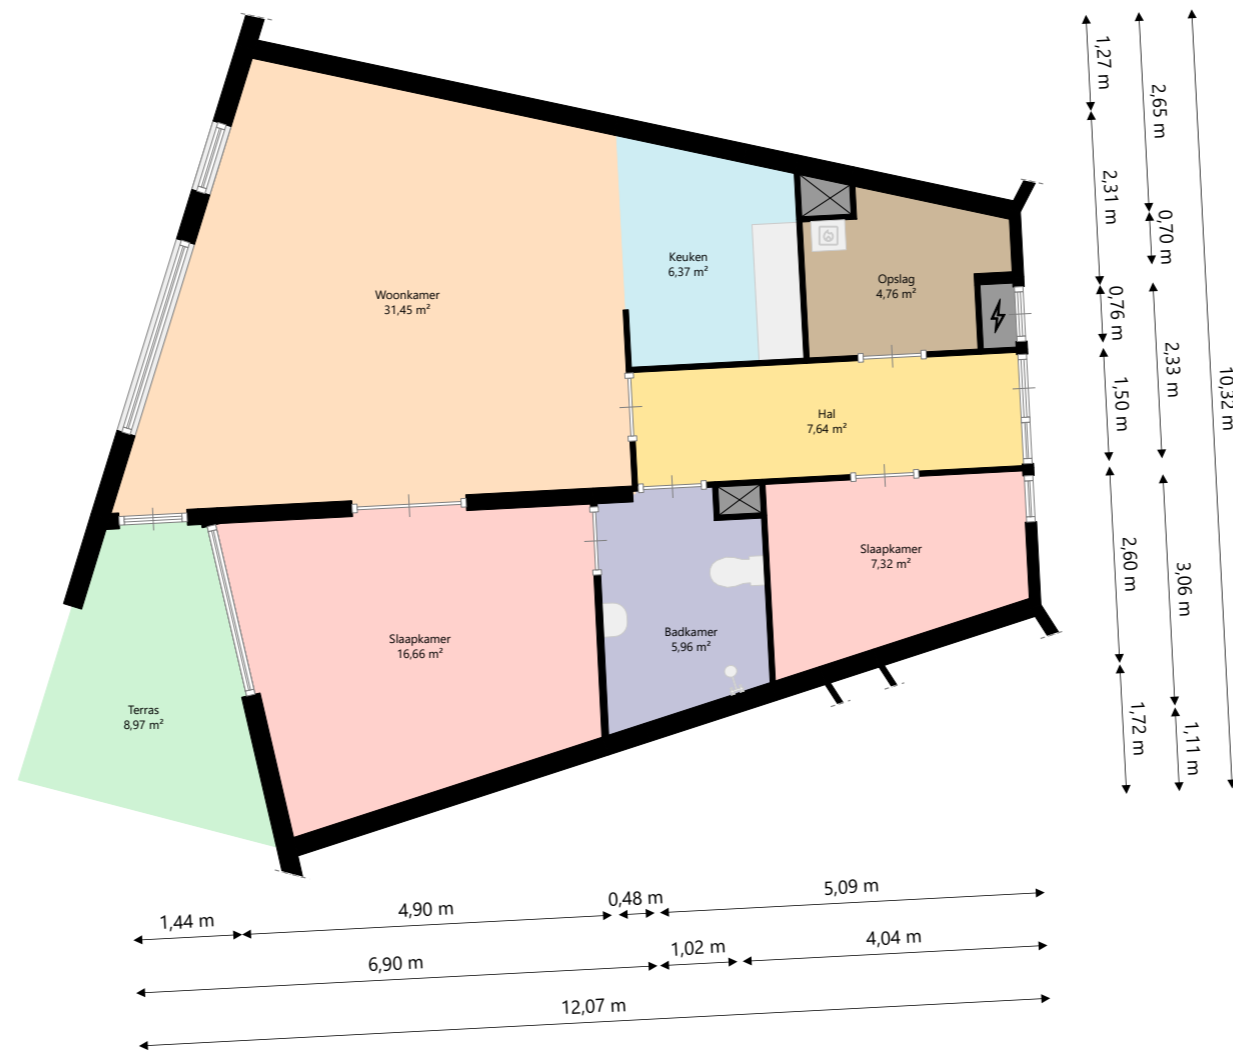 1,27 m
2,65 m
2,31 m
0,70 m
0,76 m
2,33 m
10,32 m
1,50 m
2,60 m
3,06 m
1,72 m
1,11 m
Keuken
6,37 m²
Opslag
4,76 m²
Woonkamer
31,45 m²
Hal
7,64 m²
Slaapkamer
7,32 m²
Slaapkamer
16,66 m²
Badkamer
5,96 m²
Terras
8,97 m²
1,44 m
4,90 m
0,48 m
5,09 m
6,90 m
1,02 m
4,04 m
12,07 m